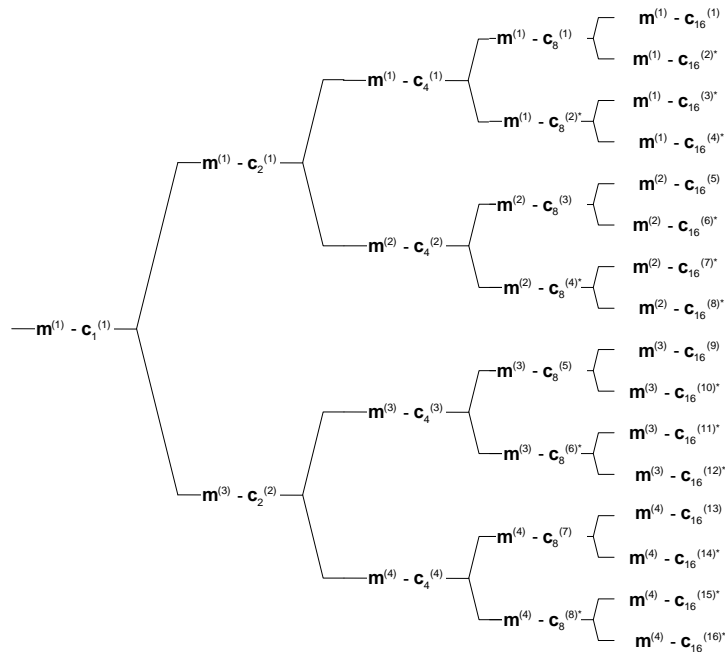 m(1) - c16(1)
m(1) - c8(1)
m(1) - c16(2)*
m(1) - c4(1)
m(1) - c16(3)*
m(1) - c8(2)*
m(1) - c16(4)*
m(1) - c2(1)
m(2) - c16(5)
m(2) - c8(3)
m(2) - c16(6)*
m(2) - c4(2)
m(2) - c16(7)*
m(2) - c8(4)*
m(2) - c16(8)*
m(1) - c1(1)
m(3) - c16(9)
m(3) - c8(5)
m(3) - c16(10)*
m(3) - c4(3)
m(3) - c16(11)*
m(3) - c8(6)*
m(3) - c16(12)*
m(3) - c2(2)
m(4) - c16(13)
m(4) - c8(7)
m(4) - c16(14)*
m(4) - c4(4)
m(4) - c16(15)*
m(4) - c8(8)*
m(4) - c16(16)*